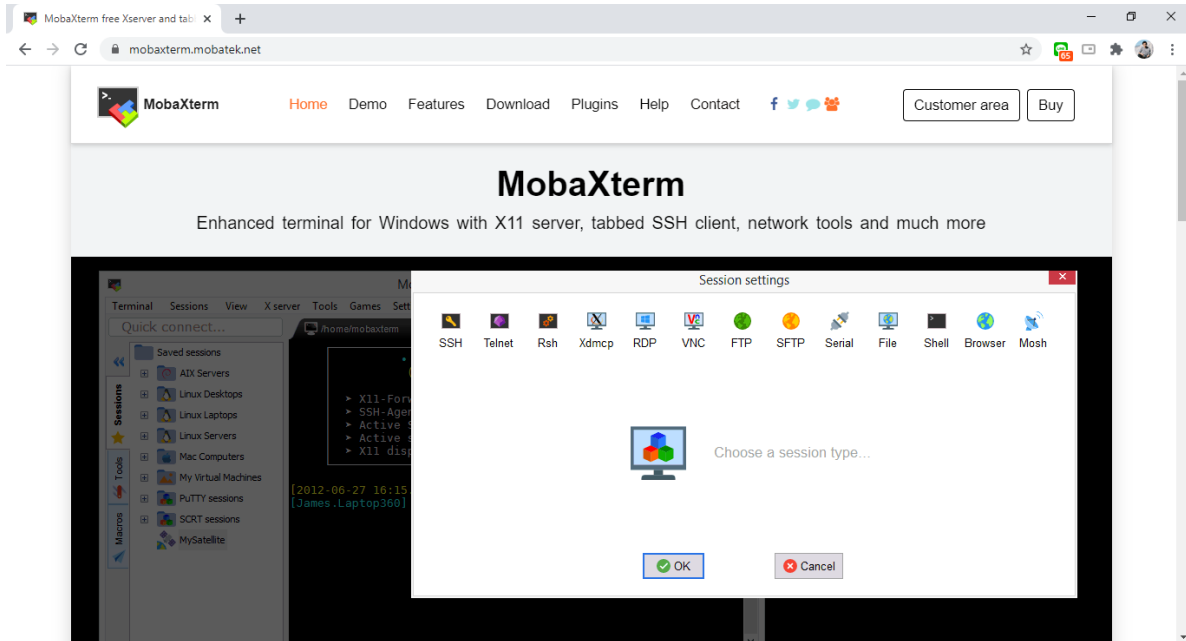 MobaXterm free Xserver and tab
mobaxterm.mobatek.net
65
MobaXterm
Home Demo Features Download Plugins Help Contact
Customer area Buy
MobaXterm
Enhanced terminal for Windows with X11 server, tabbed SSH client, network tools and much more
Session settings
Terminal Sessions View X server Tools Games Sett
Quick connect...
/home/mobaxterm
SSH Telnet Rsh Xdmcp RDP VNC FTP SFTP Serial File Shell Browser Mosh
Saved sessions
AIX Servers
Linux Desktops
Linux Laptops
Linux Servers
Mac Computers
My Virtual Machines
PuTTY sessions
SCRT sessions
MySatellite
Sessions
Tools
Macros
➤ X11-Forw
➤ SSH-Agen
➤ Active S
➤ Active s
➤ X11 disp
[2012-06-27 16:15.
[James.Laptop360]
Choose a session type...
OK Cancel